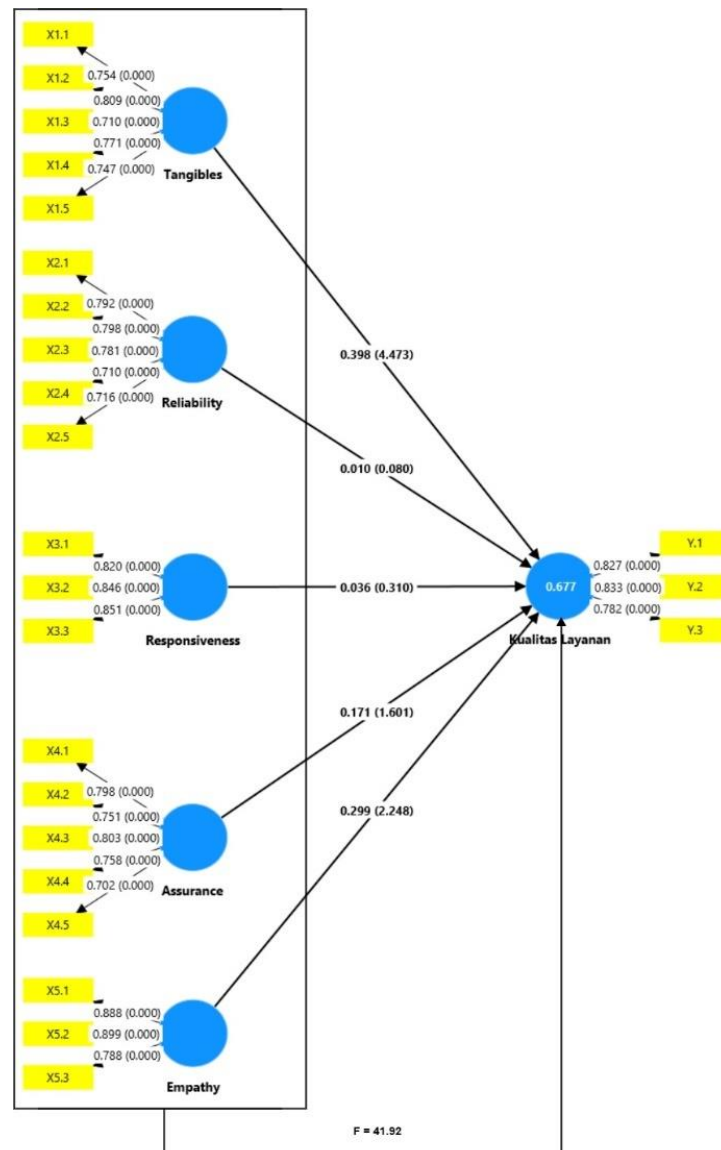 X1.1
0.754 (0.000)
X1.2
0.809 (0.000)
X1.3
0.710 (0.000)
0.771 (0.000)
X1.4
0.747 (0.000)
Tangibles
X1.5
X2.1
0.792 (0.000)
X2.2
0.798 (0.000)
X2.3
0.781 (0.000)
0.710 (0.000)
X2.4
0.716 (0.000)
Reliability
X2.5
0.398 (4.473)
0.010 (0.080)
X3.1
0.820 (0.000)
X3.2
0.846 (0.000)
0.851 (0.000)
X3.3
Responsiveness
0.036 (0.310)
0.677
Kualitas Layanan
Y.1
0.827 (0.000)
0.833 (0.000)
Y.2
0.782 (0.000)
Y.3
0.171 (1.601)
X4.1
0.798 (0.000)
X4.2
0.751 (0.000)
X4.3
0.803 (0.000)
0.758 (0.000)
X4.4
0.702 (0.000)
Assurance
X4.5
0.299 (2.248)
X5.1
0.888 (0.000)
X5.2
0.899 (0.000)
0.788 (0.000)
X5.3
Empathy
F = 41.92